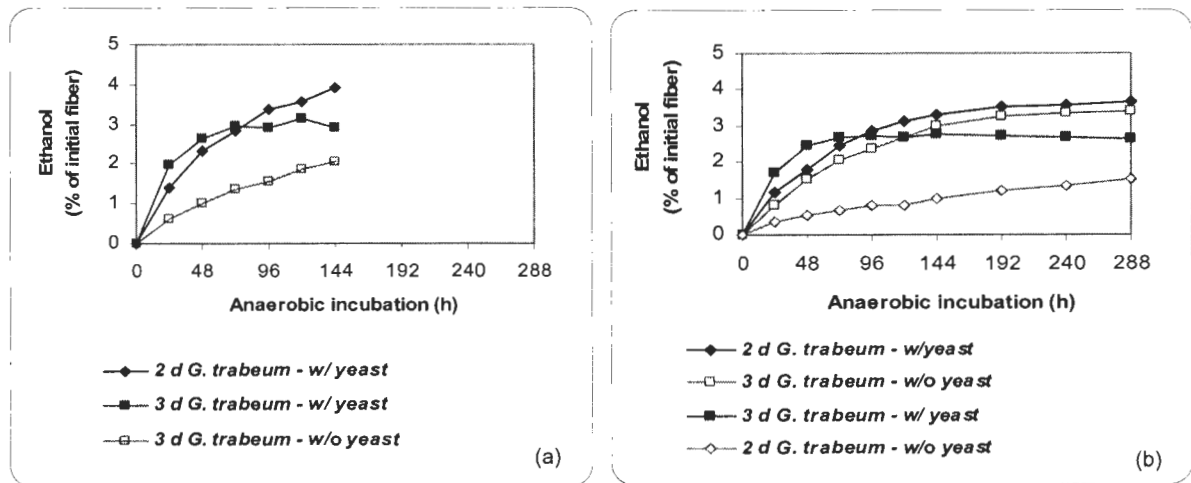 5
4
3
2
1
0
Ethanol
(% of initial fiber)
0 48 96 144 192 240 288
Anaerobic incubation (h)
2 d G. trabeum - w/ yeast
3 d G. trabeum - w/ yeast
3 d G. trabeum - w/o yeast
(a)
5
4
3
2
1
0
Ethanol
(% of initial fiber)
0 48 96 144 192 240 288
Anaerobic incubation (h)
2 d G. trabeum - w/yeast
3 d G. trabeum - w/o yeast
3 d G. trabeum - w/ yeast
2 d G. trabeum - w/o yeast
(b)